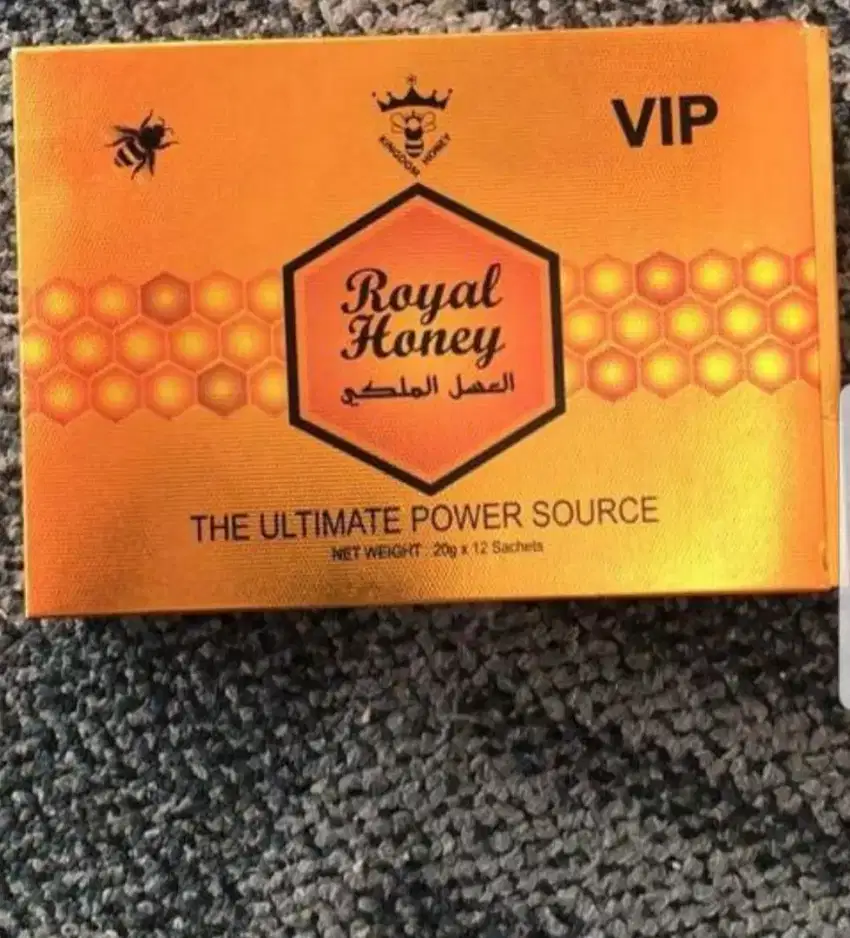 VIP
KINGDOM HONEY
Royal
Honey
العسل الملكي
THE ULTIMATE POWER SOURCE
NET WEIGHT : 20g x 12 Sachets